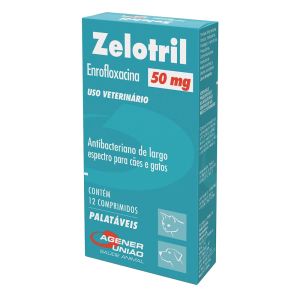 Zelotril
Enrofloxacina 50 mg
USO VETERINÁRIO
Antibacteriano de largo
espectro para cães e gatos
CONTÉM
12 COMPRIMIDOS
PALATÁVEIS
AGENER
UNIÃO
SAÚDE ANIMAL